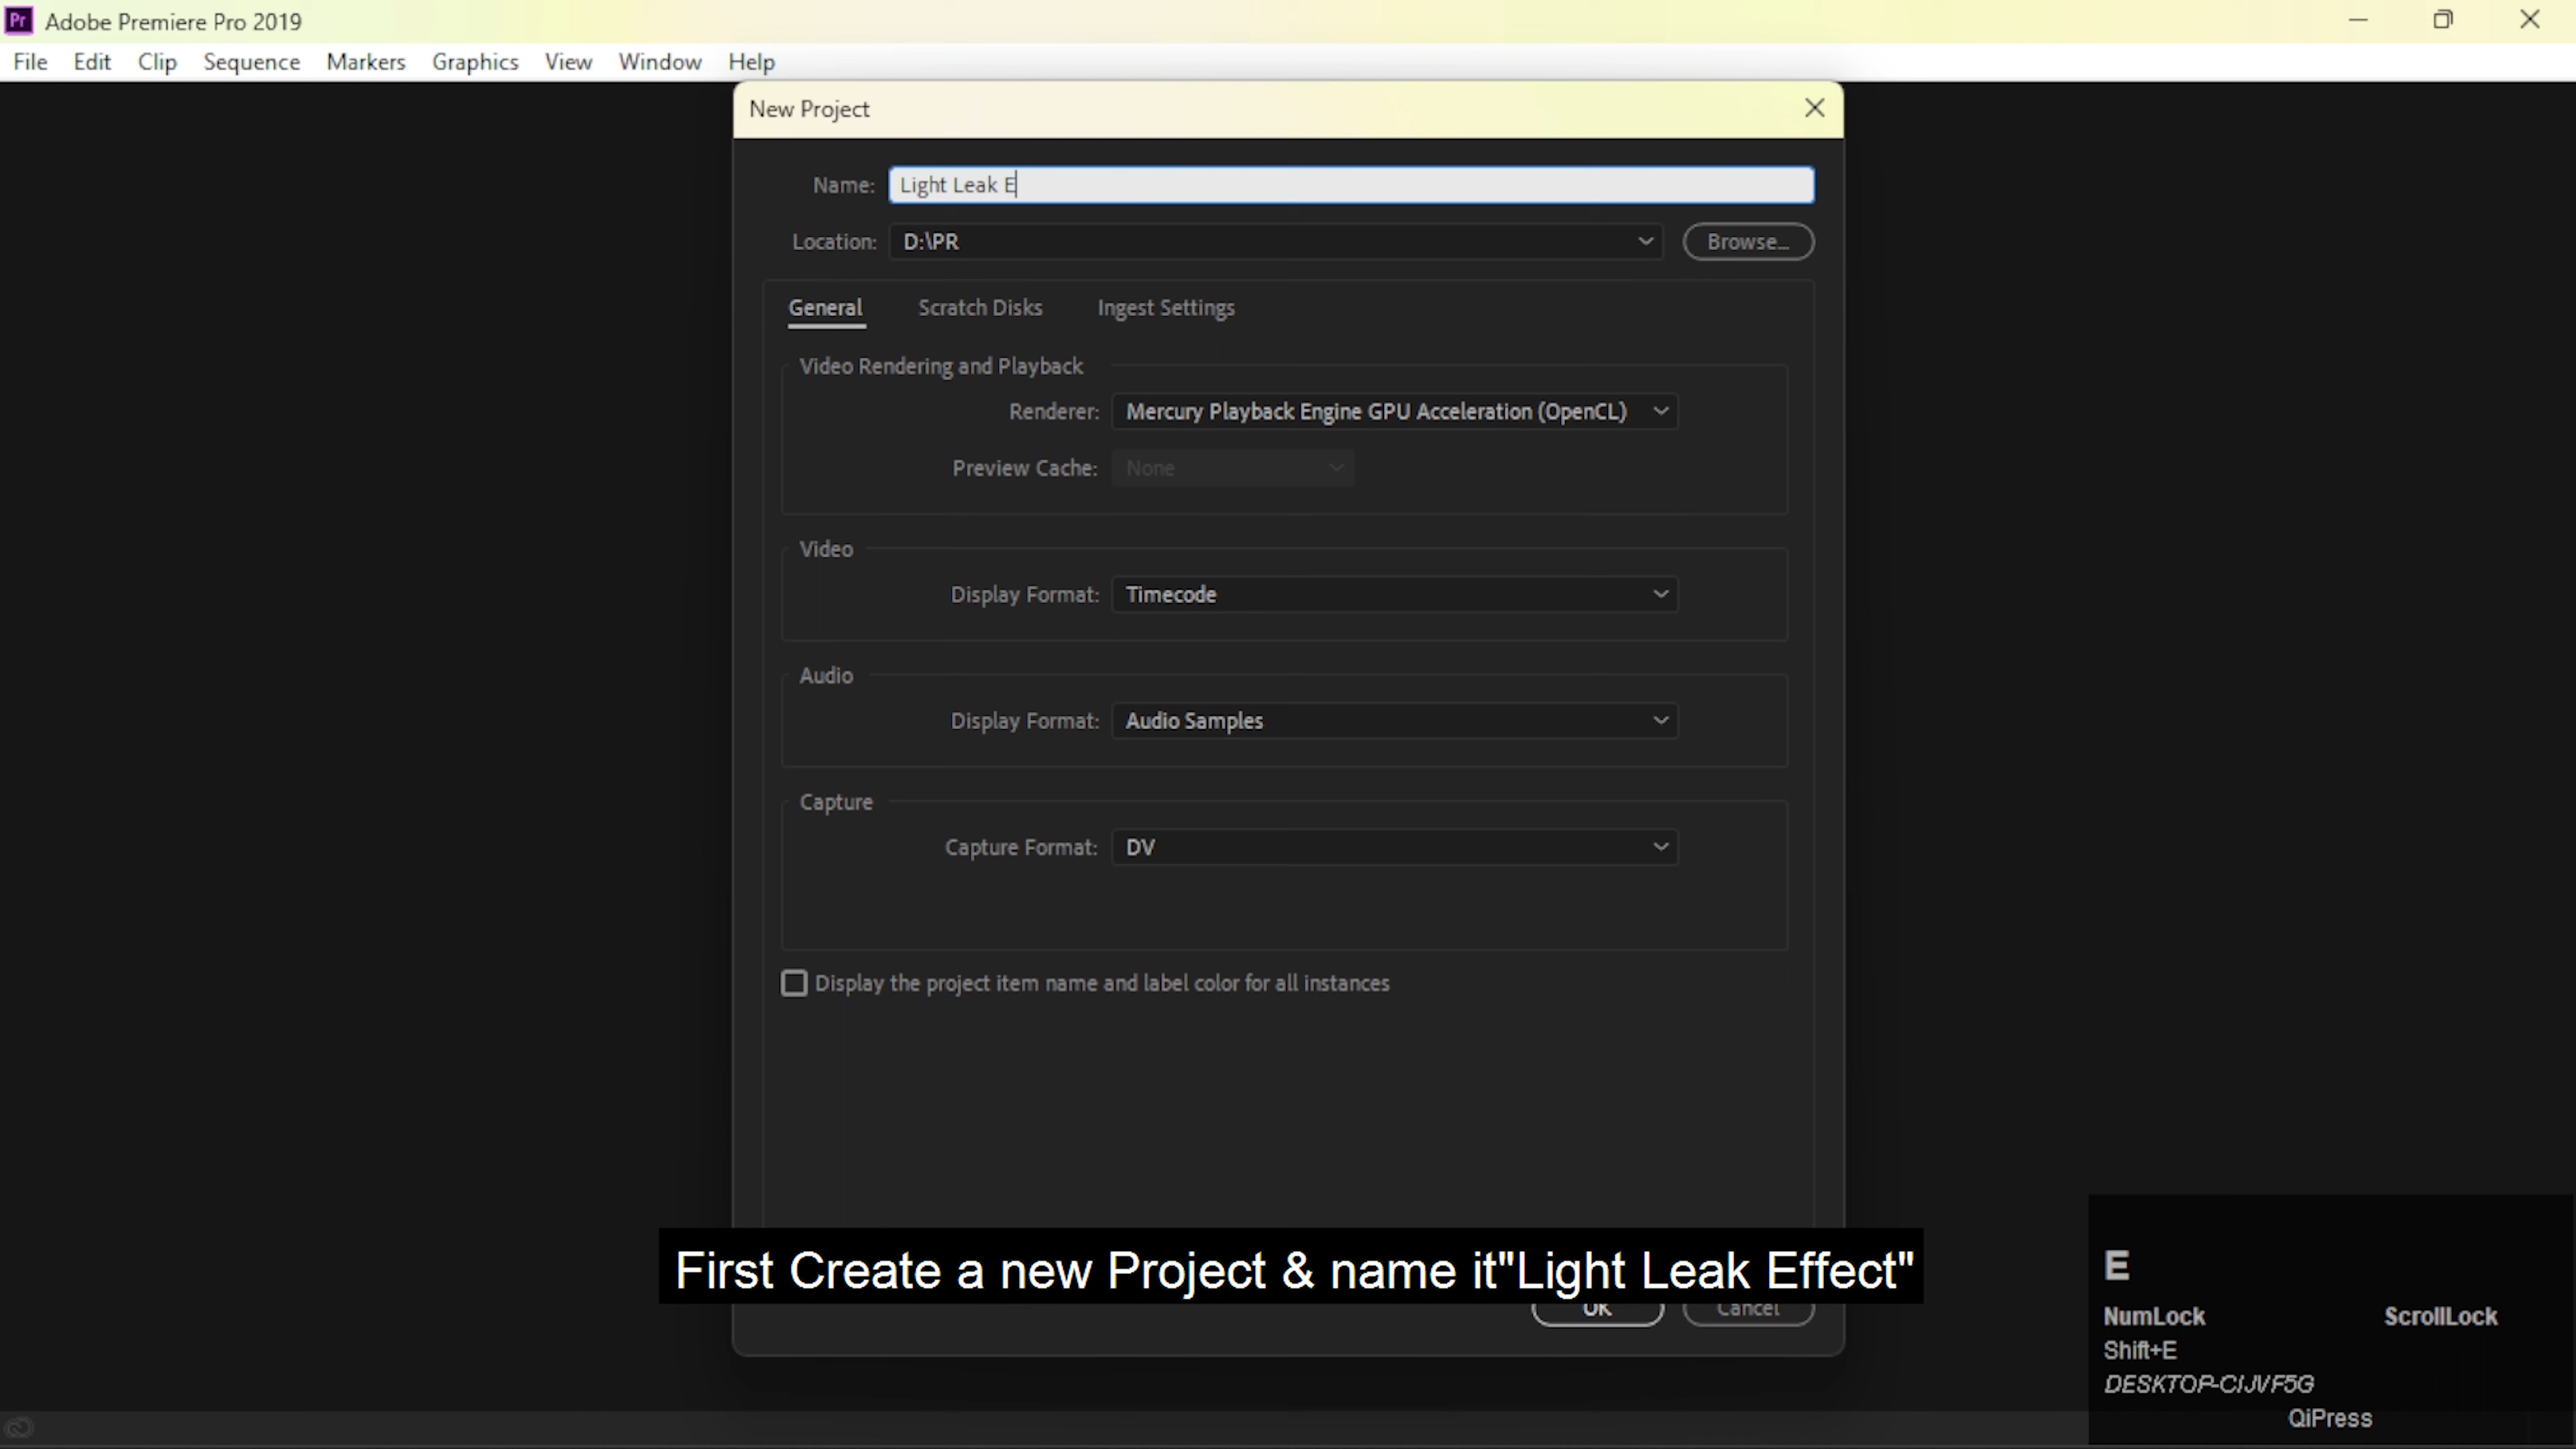 Pr Adobe Premiere Pro 2019
File Edit Clip Sequence Markers Graphics View Window Help
New Project
Name: Light Leak E
Location: D:\PR Browse...
General Scratch Disks Ingest Settings
Video Rendering and Playback
Renderer: Mercury Playback Engine GPU Acceleration (OpenCL)
Preview Cache: None
Video
Display Format: Timecode
Audio
Display Format: Audio Samples
Capture
Capture Format: DV
Display the project item name and label color for all instances
First Create a new Project & name it"Light Leak Effect"
OK Cancel
E
NumLock ScrollLock
Shift+E
DESKTOP-CIJVF5G
QiPress